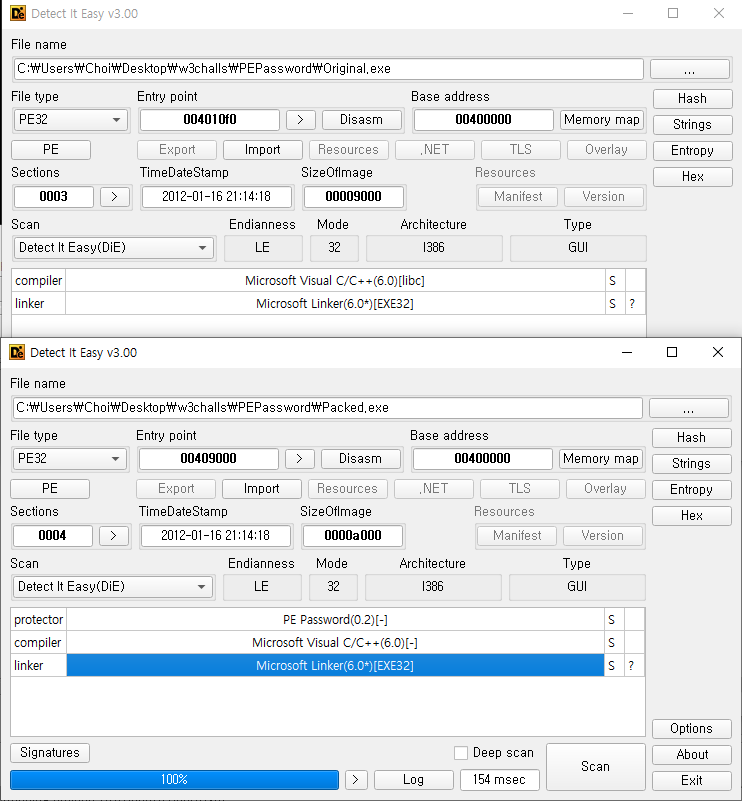 Detect It Easy v3.00
File name
C:₩Users₩Choi₩Desktop₩w3challs₩PEPassword₩Original.exe
...
File type
Entry point
Base address
PE32
004010f0
>
Disasm
00400000
Memory map
Hash
Strings
Entropy
Hex
PE
Export
Import
Resources
.NET
TLS
Overlay
Sections
TimeDateStamp
SizeOfImage
Resources
0003
>
2012-01-16 21:14:18
00009000
Manifest
Version
Scan
Endianness
Mode
Architecture
Type
Detect It Easy(DiE)
LE
32
I386
GUI
compiler Microsoft Visual C/C++(6.0)[libc] S
linker Microsoft Linker(6.0*)[EXE32] S ?
Detect It Easy v3.00
File name
C:₩Users₩Choi₩Desktop₩w3challs₩PEPassword₩Packed.exe
...
File type
Entry point
Base address
PE32
00409000
>
Disasm
00400000
Memory map
Hash
Strings
Entropy
Hex
PE
Export
Import
Resources
.NET
TLS
Overlay
Sections
TimeDateStamp
SizeOfImage
Resources
0004
>
2012-01-16 21:14:18
0000a000
Manifest
Version
Scan
Endianness
Mode
Architecture
Type
Detect It Easy(DiE)
LE
32
I386
GUI
protector PE Password(0.2)[-] S
compiler Microsoft Visual C/C++(6.0)[-] S
linker Microsoft Linker(6.0*)[EXE32] S ?
Options
Signatures
Deep scan
Scan
About
100%
>
Log
154 msec
Exit